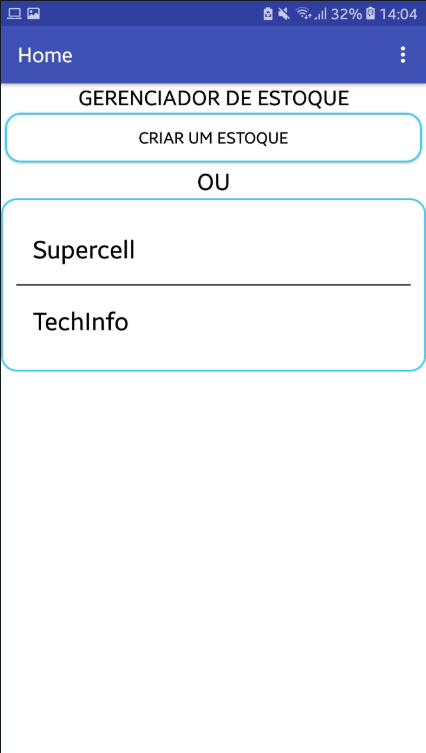 32% 14:04
Home
GERENCIADOR DE ESTOQUE
CRIAR UM ESTOQUE
OU
Supercell
TechInfo